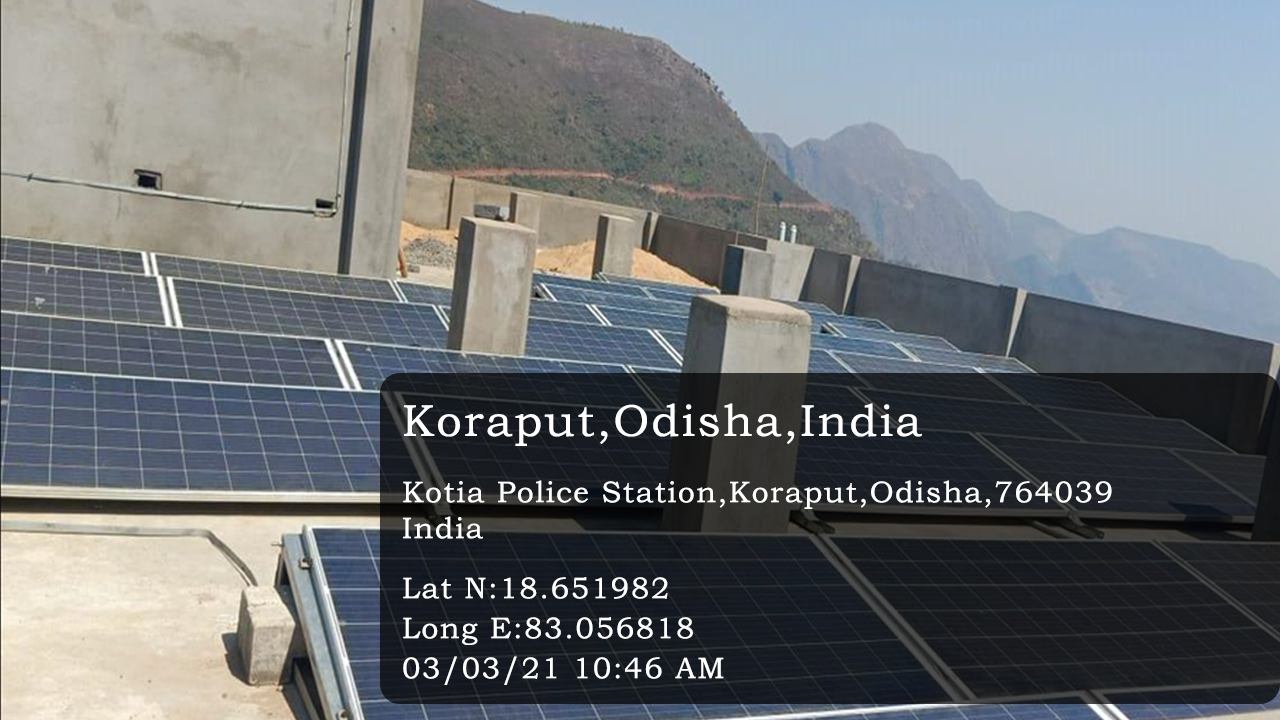 Koraput,Odisha,India
Kotia Police Station,Koraput,Odisha,764039
India
Lat N:18.651982
Long E:83.056818
03/03/21 10:46 AM